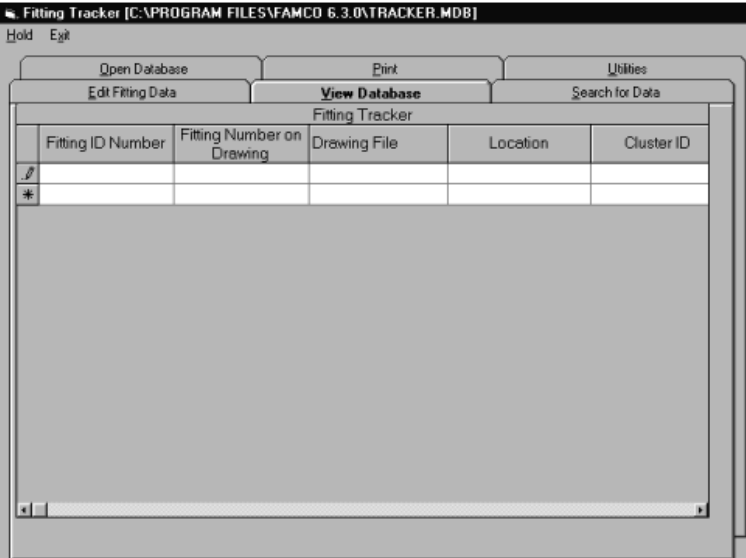 Fitting Tracker [C:\PROGRAM FILES\FAMCO 6.3.0\TRACKER.MDB]
Hold Exit
Open Database Print Utilities
Edit Fitting Data View Database Search for Data
Fitting Tracker
Fitting ID Number Fitting Number on Drawing Drawing File Location Cluster ID